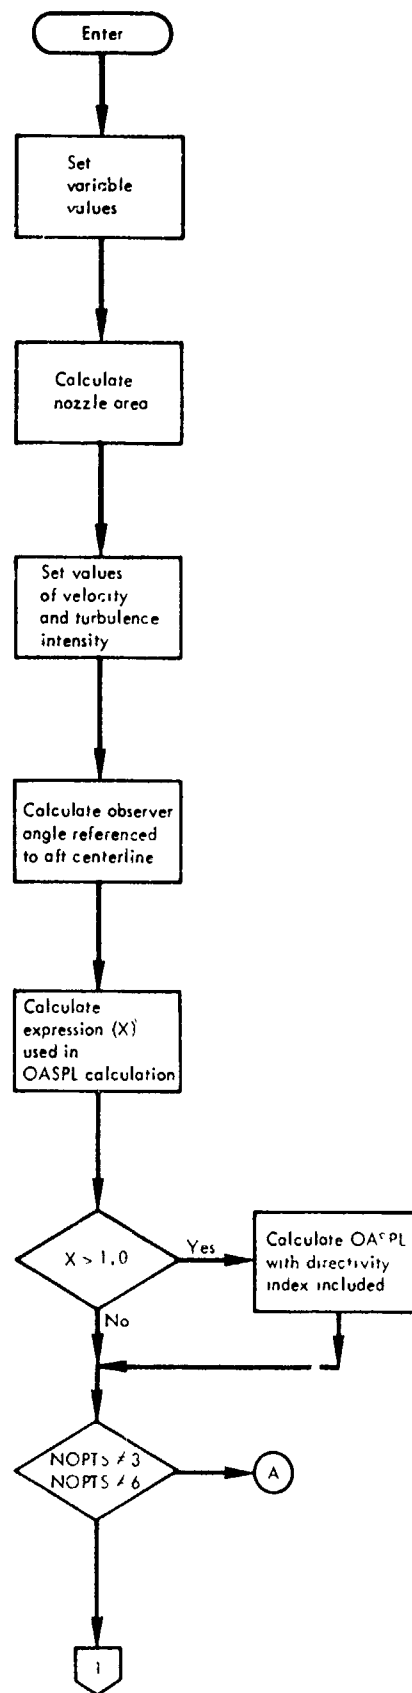 Enter
Set
variable
values
Calculate
nozzle area
Set values
of velocity
and turbulence
intensity
Calculate observer
angle referenced
to aft centerline
Calculate
expression (X)
used in
OASPL calculation
X > 1.0
Yes
Calculate OASPL
with directivity
index included
No
NOPTS ≠ 3
NOPTS ≠ 6
A
1